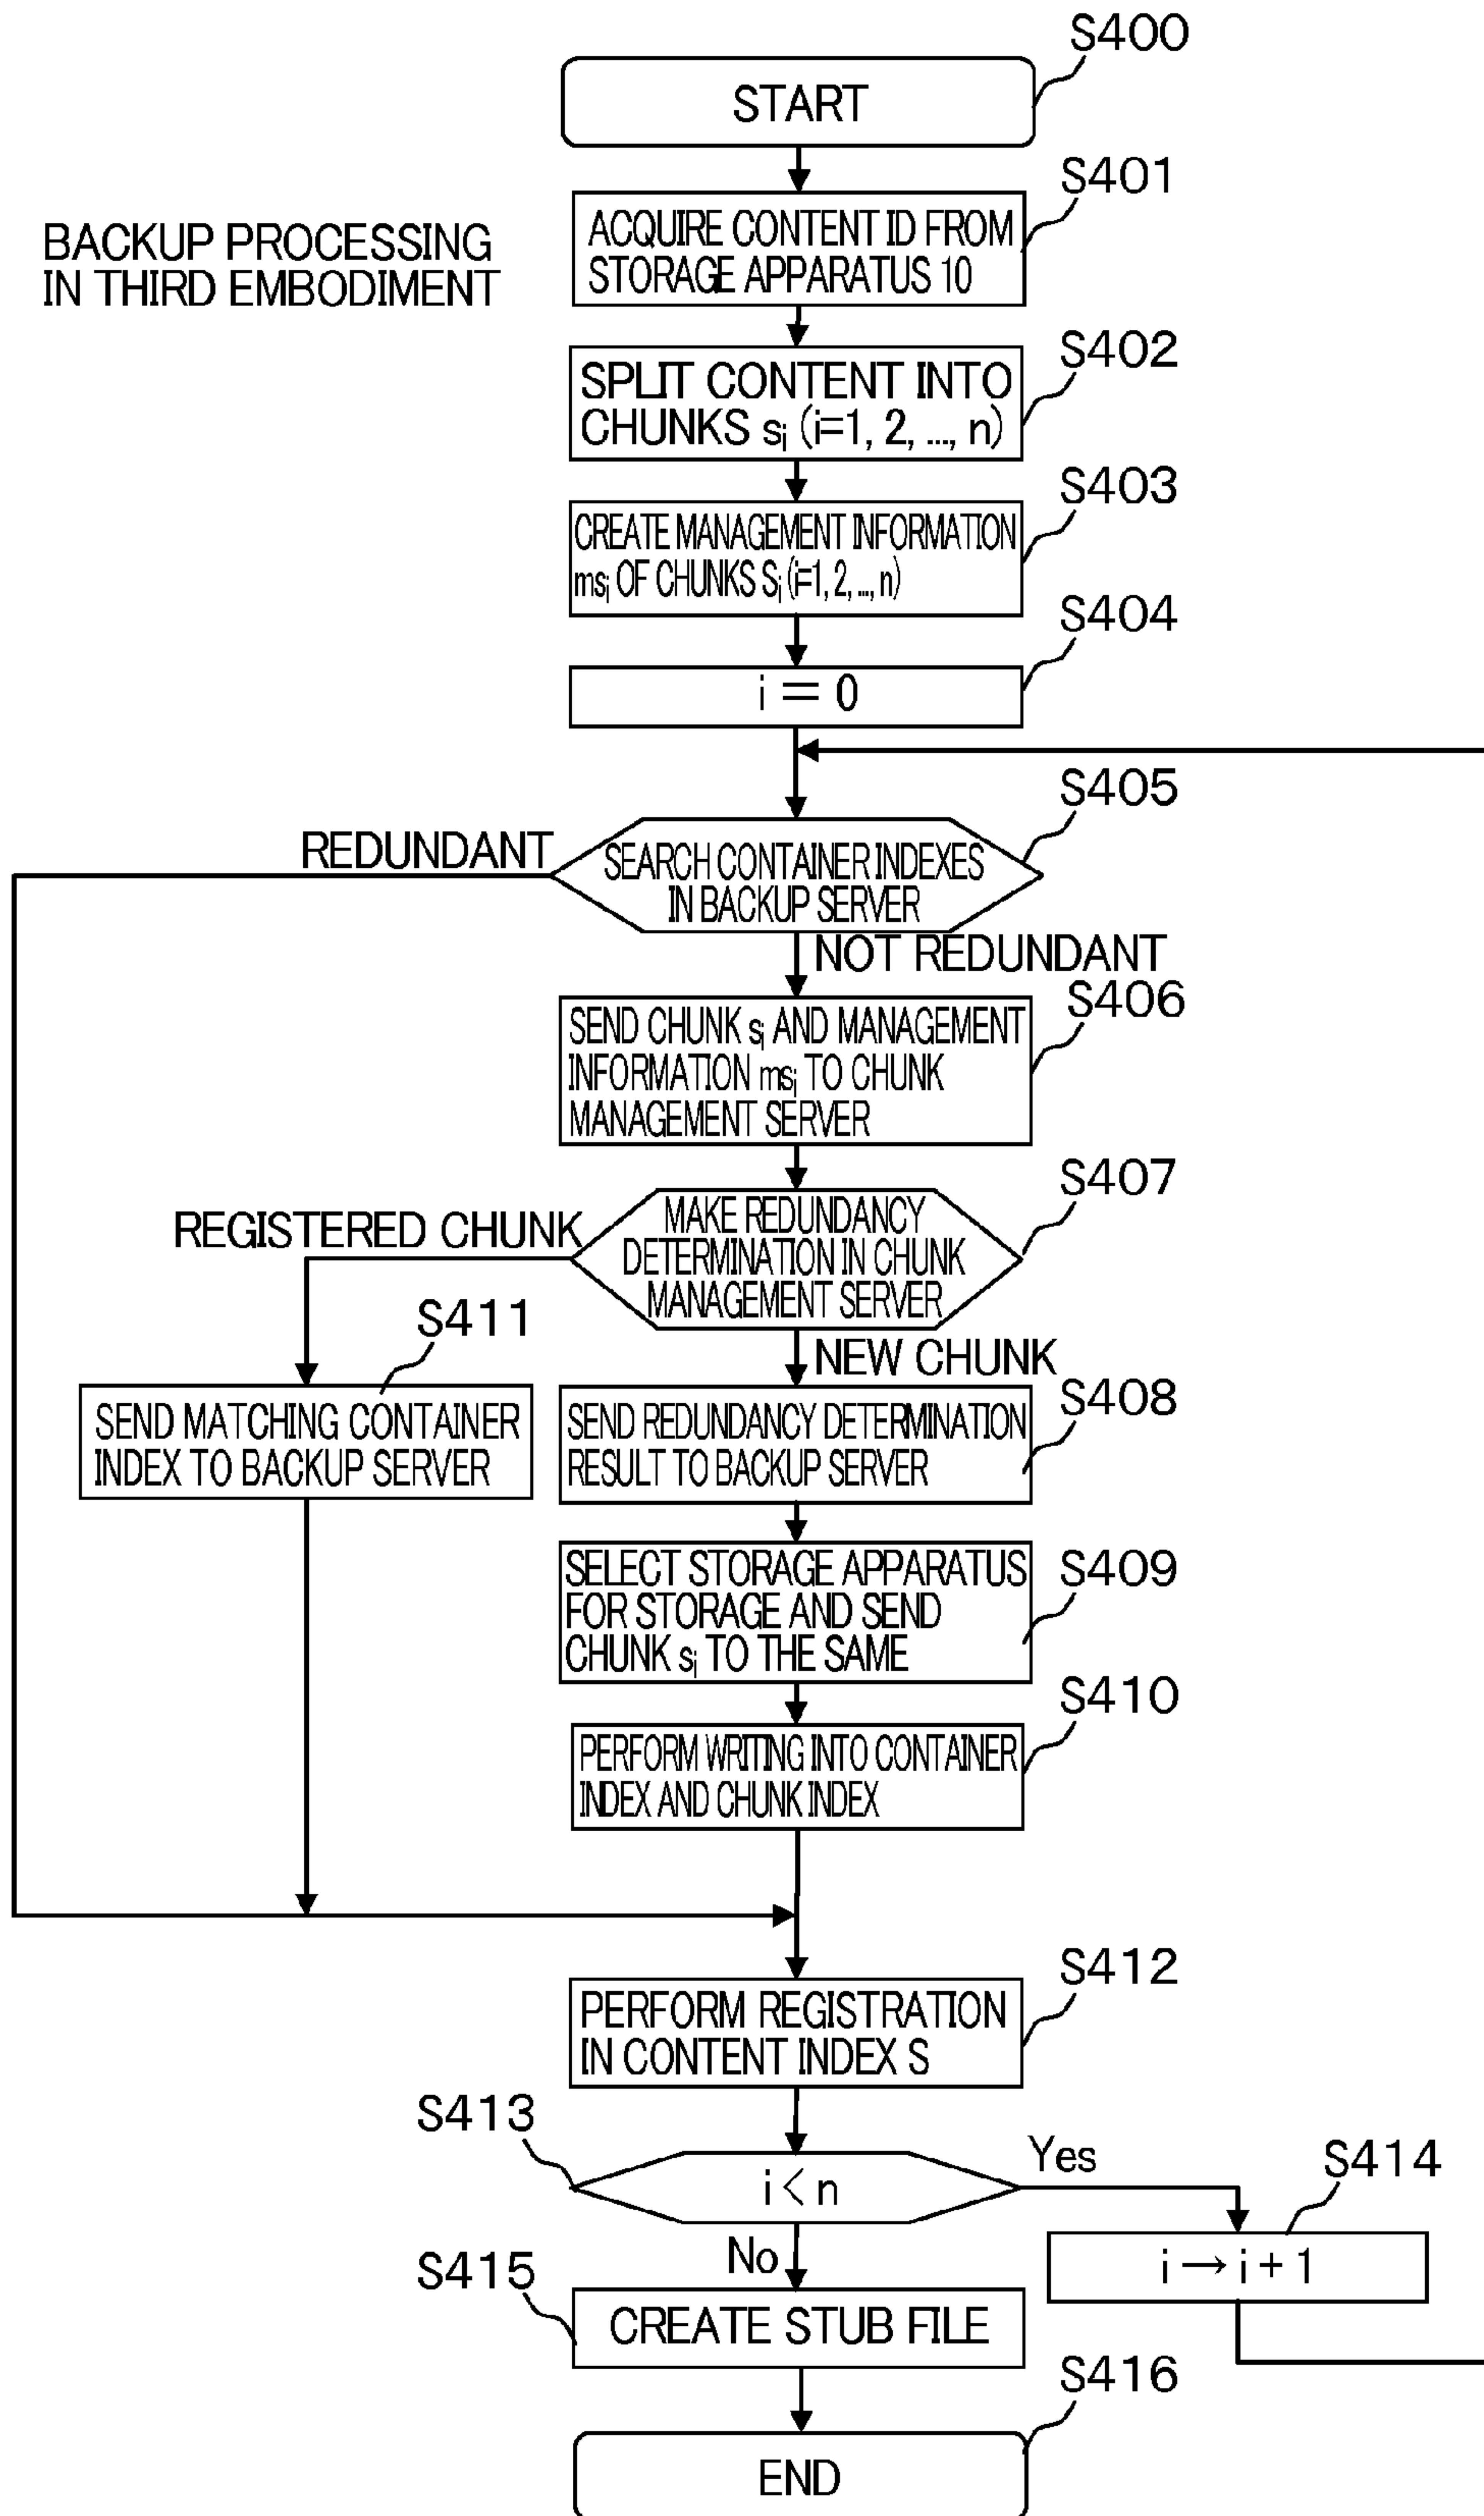 S400
START
S401
BACKUP PROCESSING
IN THIRD EMBODIMENT
ACQUIRE CONTENT ID FROM
STORAGE APPARATUS 10
S402
SPLIT CONTENT INTO
CHUNKS si (i=1, 2, ..., n)
S403
CREATE MANAGEMENT INFORMATION
msi OF CHUNKS Si (i=1, 2, ..., n)
S404
i = 0
S405
REDUNDANT
SEARCH CONTAINER INDEXES
IN BACKUP SERVER
NOT REDUNDANT
S406
SEND CHUNK si AND MANAGEMENT
INFORMATION msi TO CHUNK
MANAGEMENT SERVER
S407
REGISTERED CHUNK
MAKE REDUNDANCY
DETERMINATION IN CHUNK
MANAGEMENT SERVER
S411
NEW CHUNK
S408
SEND MATCHING CONTAINER
INDEX TO BACKUP SERVER
SEND REDUNDANCY DETERMINATION
RESULT TO BACKUP SERVER
S409
SELECT STORAGE APPARATUS
FOR STORAGE AND SEND
CHUNK si TO THE SAME
S410
PERFORM WRITING INTO CONTAINER
INDEX AND CHUNK INDEX
S412
PERFORM REGISTRATION
IN CONTENT INDEX S
S413
i < n
Yes
S414
No
i → i + 1
S415
CREATE STUB FILE
S416
END